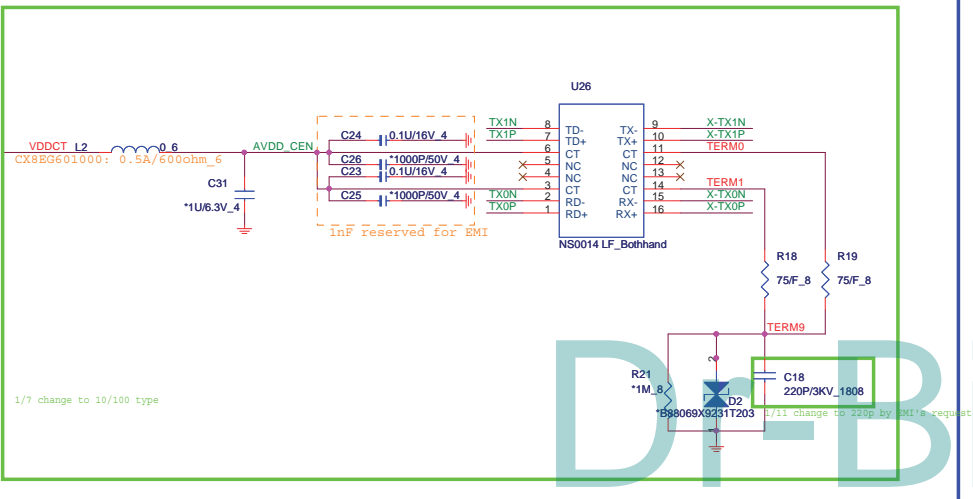 U26
VDDCT
L2
0_6
CX8EG601000: 0.5A/600ohm_6
AVDD_CEN
C31
*1U/6.3V_4
C24
0.1U/16V_4
C26
*1000P/50V_4
C23
0.1U/16V_4
C25
*1000P/50V_4
1nF reserved for EMI
TX1N
TX1P
TX0N
TX0P
8
7
6
5
4
3
2
1
TD-
TD+
CT
NC
NC
CT
RD-
RD+
TX-
TX+
CT
NC
NC
CT
RX-
RX+
9
10
11
12
13
14
15
16
X-TX1N
X-TX1P
TERM0
TERM1
X-TX0N
X-TX0P
NS0014 LF_Bothhand
R18
75/F_8
R19
75/F_8
TERM9
R21
*1M_8
2
D2
*B88069X9231T203
1
C18
220P/3KV_1808
1/7 change to 10/100 type
1/11 change to 220p by EMI's request
Dr-B